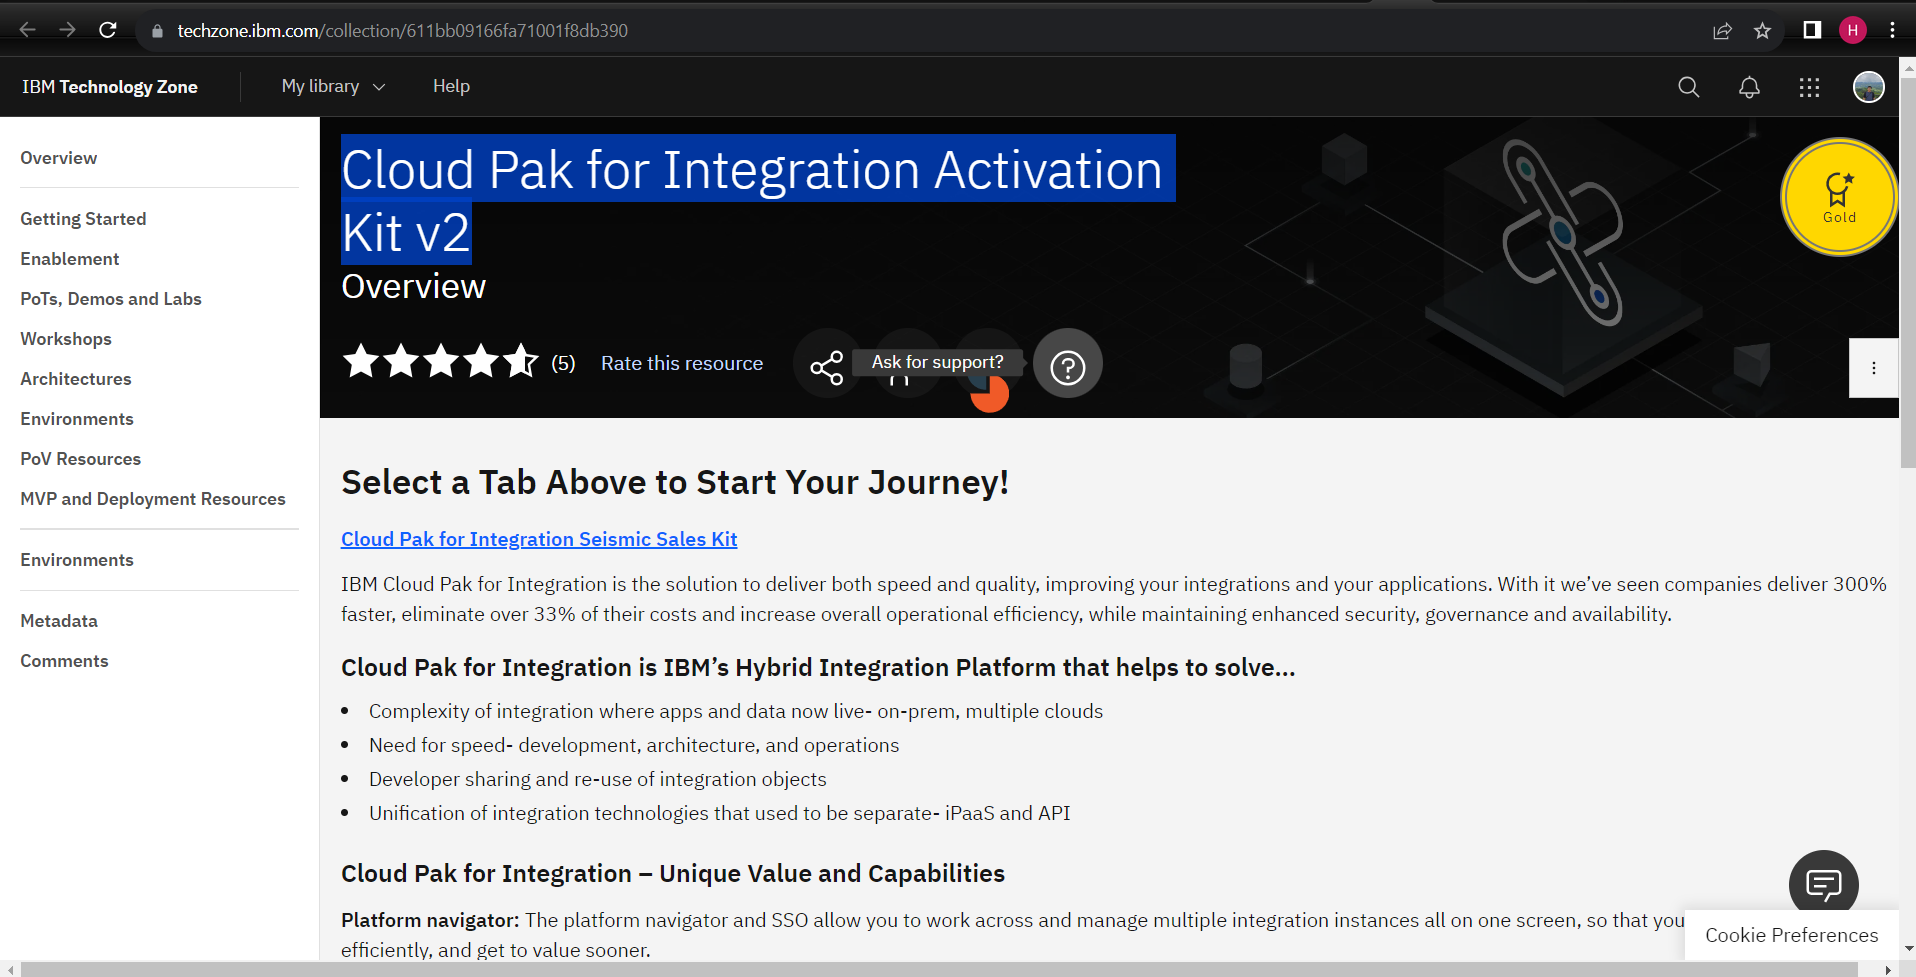 techzone.ibm.com/collection/611bb09166fa71001f8db390
H
IBM Technology Zone
My library
Help
Overview
Getting Started
Enablement
PoTs, Demos and Labs
Workshops
Architectures
Environments
PoV Resources
MVP and Deployment Resources
Environments
Metadata
Comments
Cloud Pak for Integration Activation
Kit v2
Overview
Gold
(5)
Rate this resource
Ask for support?
Select a Tab Above to Start Your Journey!
Cloud Pak for Integration Seismic Sales Kit
IBM Cloud Pak for Integration is the solution to deliver both speed and quality, improving your integrations and your applications. With it we’ve seen companies deliver 300%
faster, eliminate over 33% of their costs and increase overall operational efficiency, while maintaining enhanced security, governance and availability.
Cloud Pak for Integration is IBM’s Hybrid Integration Platform that helps to solve...
• Complexity of integration where apps and data now live- on-prem, multiple clouds
• Need for speed- development, architecture, and operations
• Developer sharing and re-use of integration objects
• Unification of integration technologies that used to be separate- iPaaS and API
Cloud Pak for Integration – Unique Value and Capabilities
Platform navigator: The platform navigator and SSO allow you to work across and manage multiple integration instances all on one screen, so that you
efficiently, and get to value sooner.
Cookie Preferences